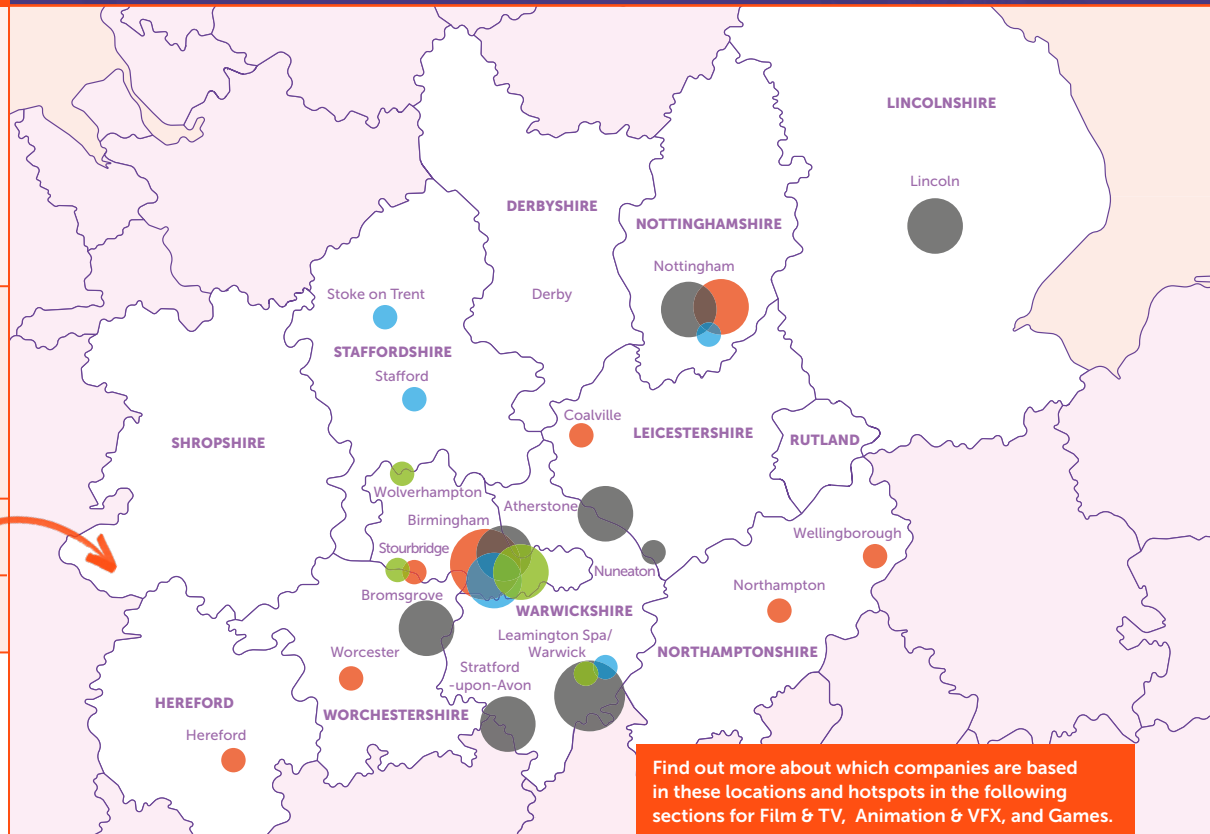 LINCOLNSHIRE
Lincoln
DERBYSHIRE
NOTTINGHAMSHIRE
Nottingham
Stoke on Trent
Derby
STAFFORDSHIRE
Stafford
Coalville
LEICESTERSHIRE
RUTLAND
SHROPSHIRE
Wolverhampton
Atherstone
Birmingham
Wellingborough
Stourbridge
Nuneaton
Northampton
Bromsgrove
WARWICKSHIRE
Leamington Spa/
Warwick
Worcester
NORTHAMPTONSHIRE
Stratford
-upon-Avon
HEREFORD
WORCHESTERSHIRE
Hereford
Find out more about which companies are based
in these locations and hotspots in the following
sections for Film & TV, Animation & VFX, and Games.